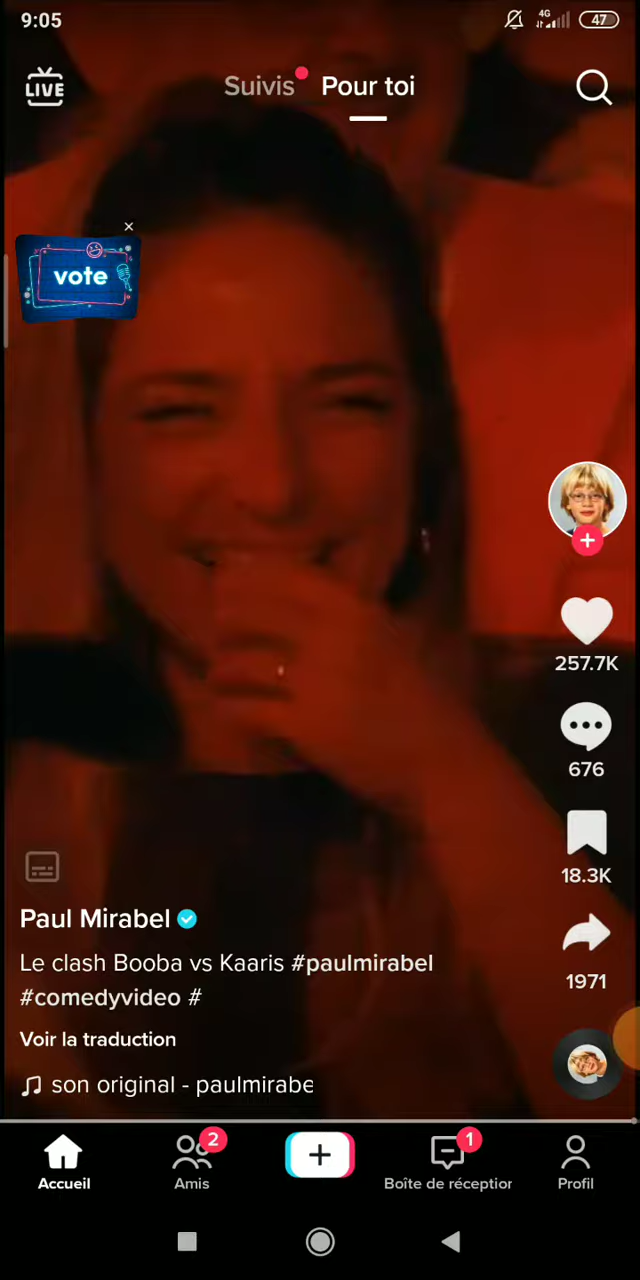 9:05
4G
47
LIVE
Suivis
Pour toi
vote
257.7K
676
18.3K
1971
Paul Mirabel
Le clash Booba vs Kaaris #paulmirabel
#comedyvideo #
Voir la traduction
son original - paulmirabe
2
1
Accueil
Amis
Boîte de réception
Profil